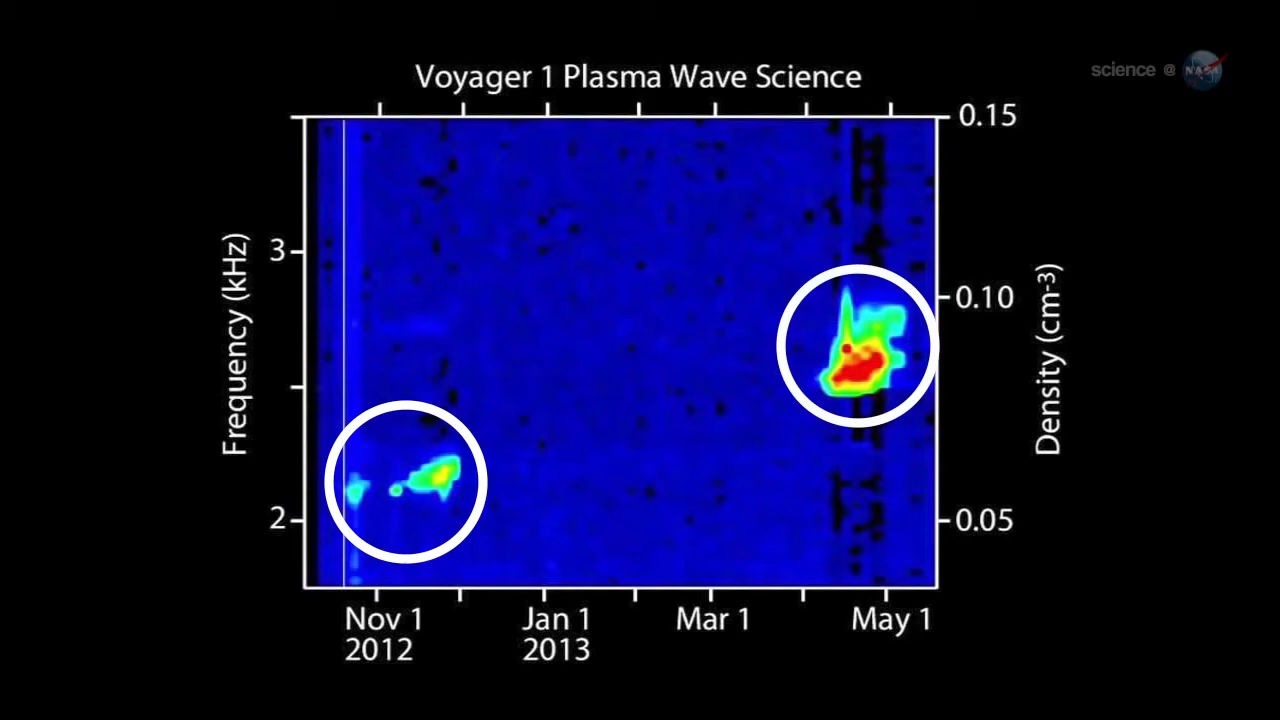 science @ NASA
Voyager 1 Plasma Wave Science
0.15
3
0.10
Frequency (kHz)
Density (cm-3)
2
0.05
Nov 1
2012
Jan 1
2013
Mar 1
May 1